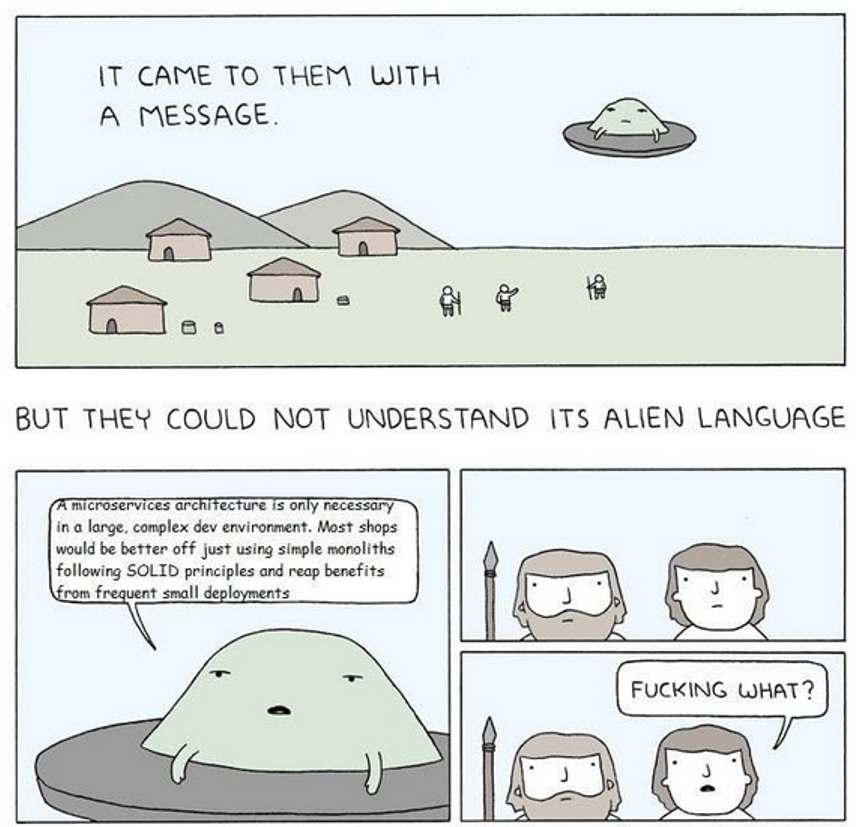 IT CAME TO THEM WITH
A MESSAGE.
BUT THEY COULD NOT UNDERSTAND ITS ALIEN LANGUAGE
A microservices architecture is only necessary
in a large, complex dev environment. Most shops
would be better off just using simple monoliths
following SOLID principles and reap benefits
from frequent small deployments
FUCKING WHAT?